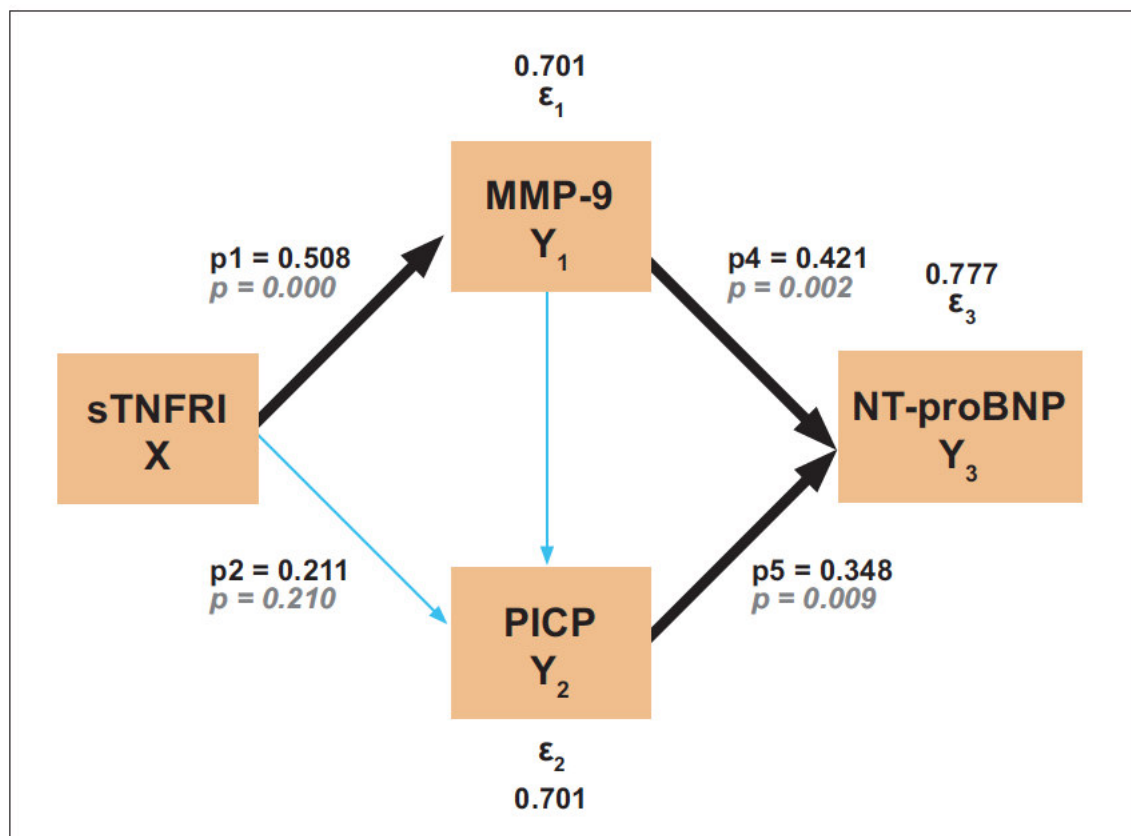 0.701
ε₁
MMP-9
Y₁
p1 = 0.508
p = 0.000
p4 = 0.421
p = 0.002
0.777
ε₃
sTNFRI
X
NT-proBNP
Y₃
p2 = 0.211
p = 0.210
p5 = 0.348
p = 0.009
PICP
Y₂
ε₂
0.701